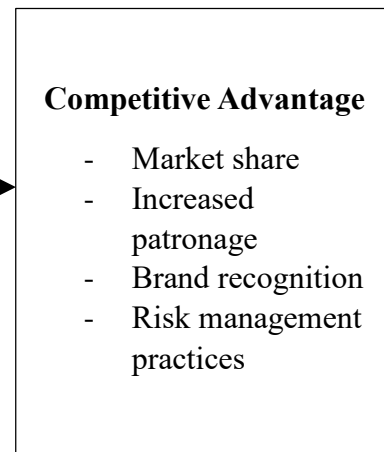 Competitive Advantage
- Market share
- Increased
patronage
- Brand recognition
- Risk management
practices